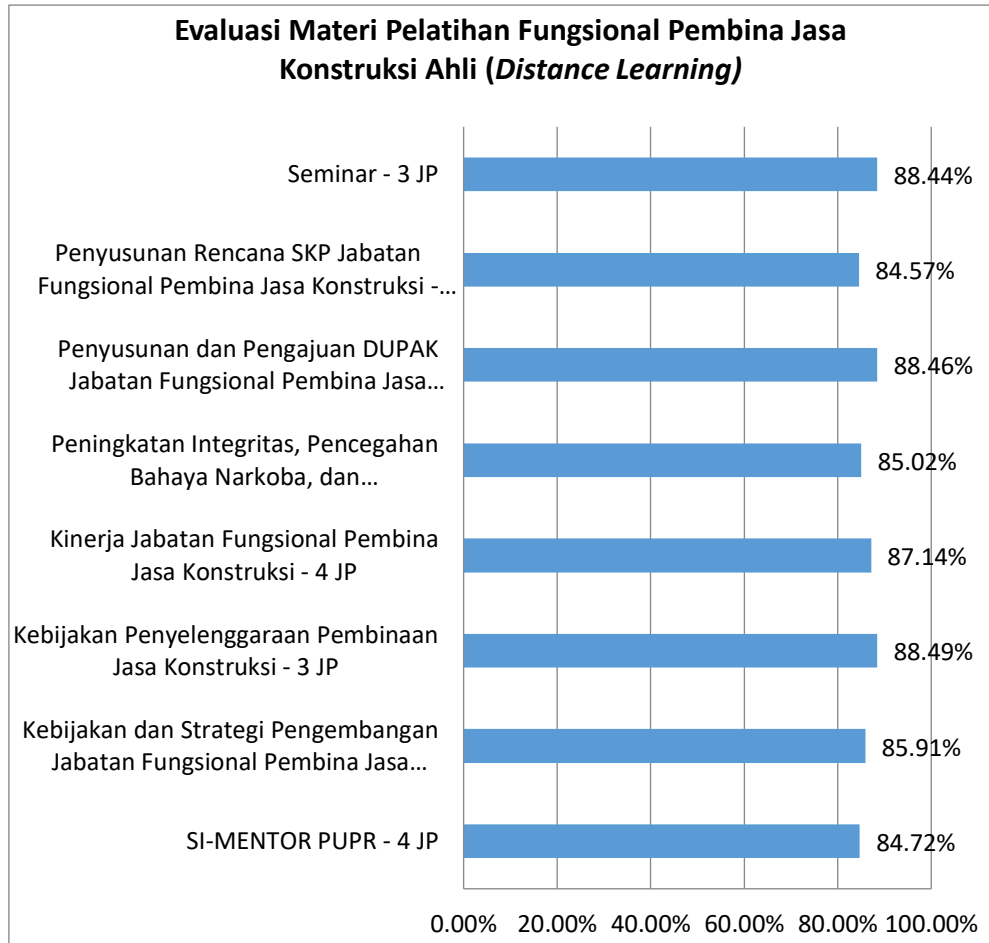 Evaluasi Materi Pelatihan Fungsional Pembina Jasa
Konstruksi Ahli (Distance Learning)
Seminar - 3 JP
88.44%
Penyusunan Rencana SKP Jabatan
Fungsional Pembina Jasa Konstruksi -...
84.57%
Penyusunan dan Pengajuan DUPAK
Jabatan Fungsional Pembina Jasa...
88.46%
Peningkatan Integritas, Pencegahan
Bahaya Narkoba, dan...
85.02%
Kinerja Jabatan Fungsional Pembina
Jasa Konstruksi - 4 JP
87.14%
Kebijakan Penyelenggaraan Pembinaan
Jasa Konstruksi - 3 JP
88.49%
Kebijakan dan Strategi Pengembangan
Jabatan Fungsional Pembina Jasa...
85.91%
SI-MENTOR PUPR - 4 JP
84.72%
0.00% 20.00% 40.00% 60.00% 80.00% 100.00%